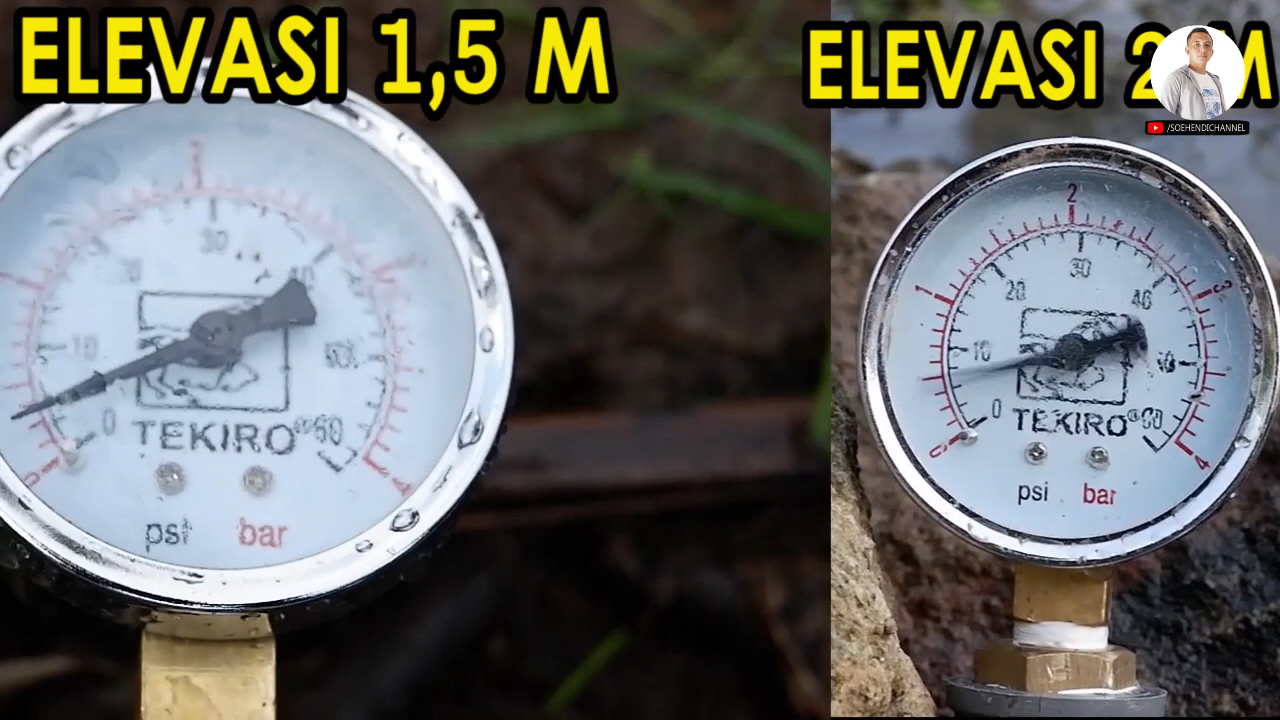 ELEVASI 1,5 M
ELEVASI 2 M
/SOEHENDICHANNEL
30
40
10
0
60
TEKIRO®
psi
bar
2
1
3
30
20
40
10
0
TEKIRO®
60
0
4
psi
bar